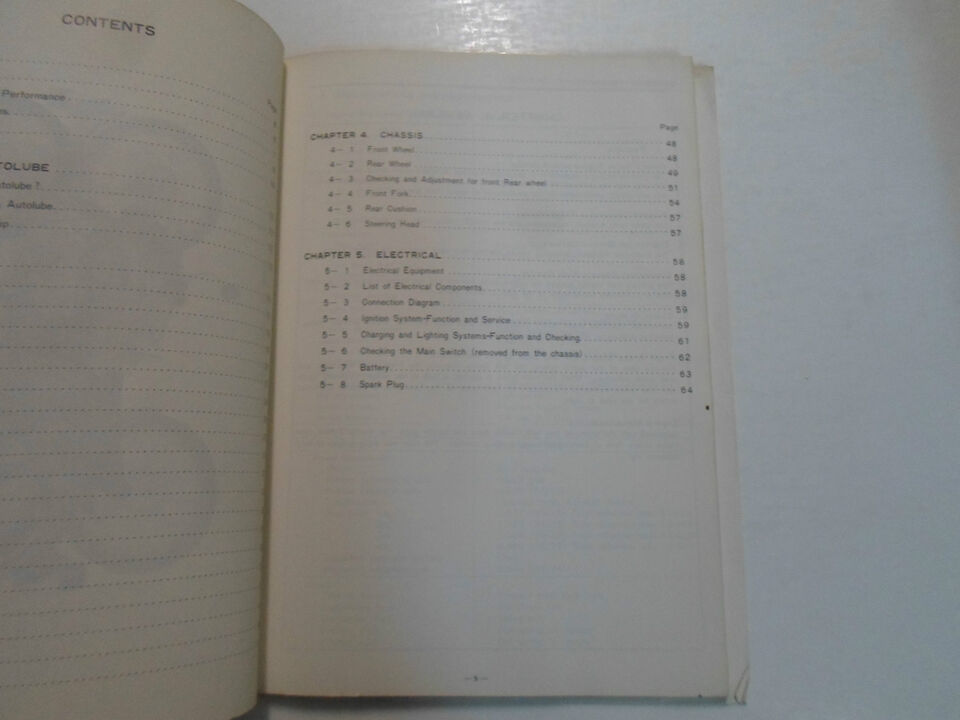 CONTENTS
Performance
TOLUBE
tolube?
Autolube
Page
CHAPTER 4. CHASSIS 48
4— 1 Front Wheel 48
4— 2 Rear Wheel 49
4— 3 Checking and Adjustment for front Rear wheel 51
4— 4 Front Fork 54
4— 5 Rear Cushion 57
4— 6 Steering Head 57
CHAPTER 5. ELECTRICAL 58
5— 1 Electrical Equipment 58
5— 2 List of Electrical Components 58
5— 3 Connection Diagram 59
5— 4 Ignition System-Function and Service 59
5— 5 Charging and Lighting Systems-Function and Checking 61
5— 6 Checking the Main Switch (removed from the chassis) 62
5— 7 Battery 63
5— 8 Spark Plug 64
— 5 —